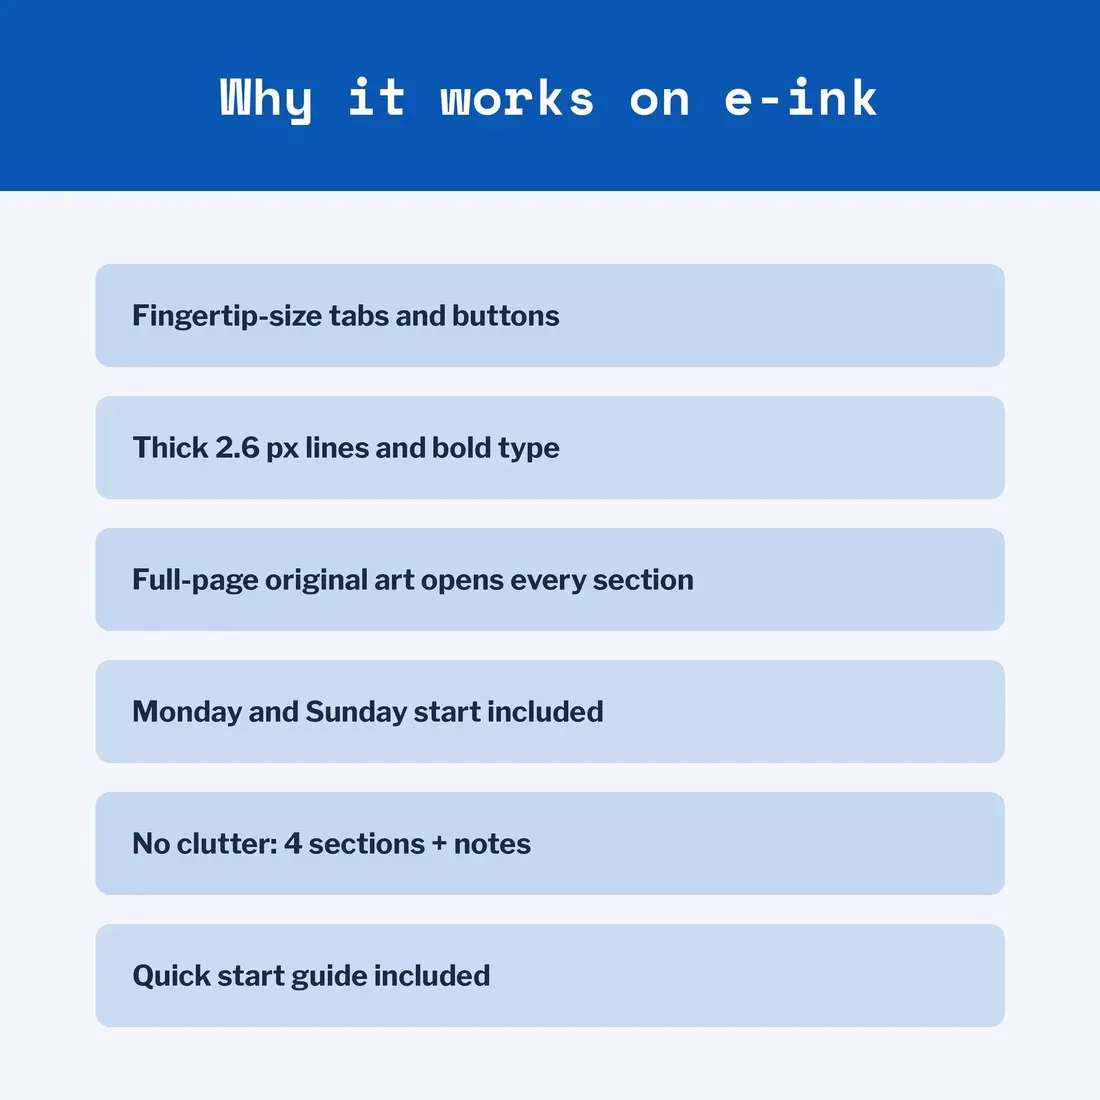 Why it works on e-ink
Fingertip-size tabs and buttons
Thick 2.6 px lines and bold type
Full-page original art opens every section
Monday and Sunday start included
No clutter: 4 sections + notes
Quick start guide included